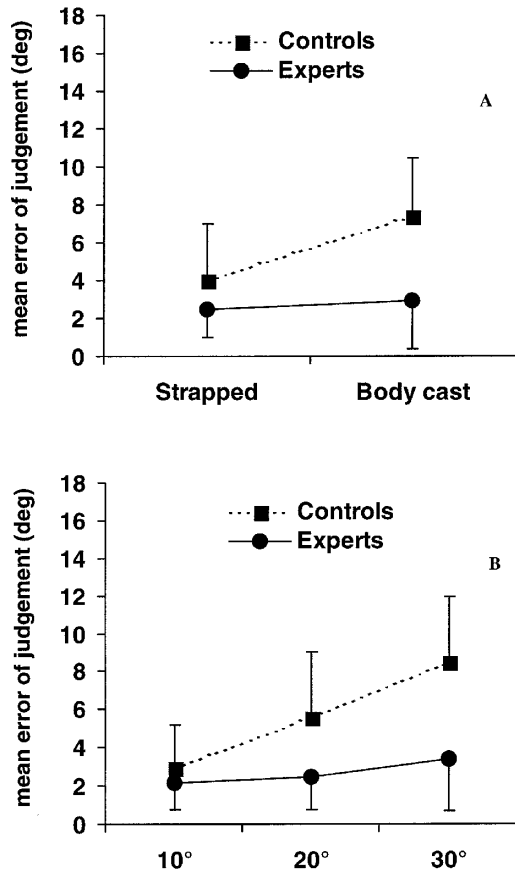 mean error of judgement (deg)
18
16
14
12
10
8
6
4
2
0
Controls
Experts
A
Strapped Body cast
mean error of judgement (deg)
18
16
14
12
10
8
6
4
2
0
Controls
Experts
B
10° 20° 30°